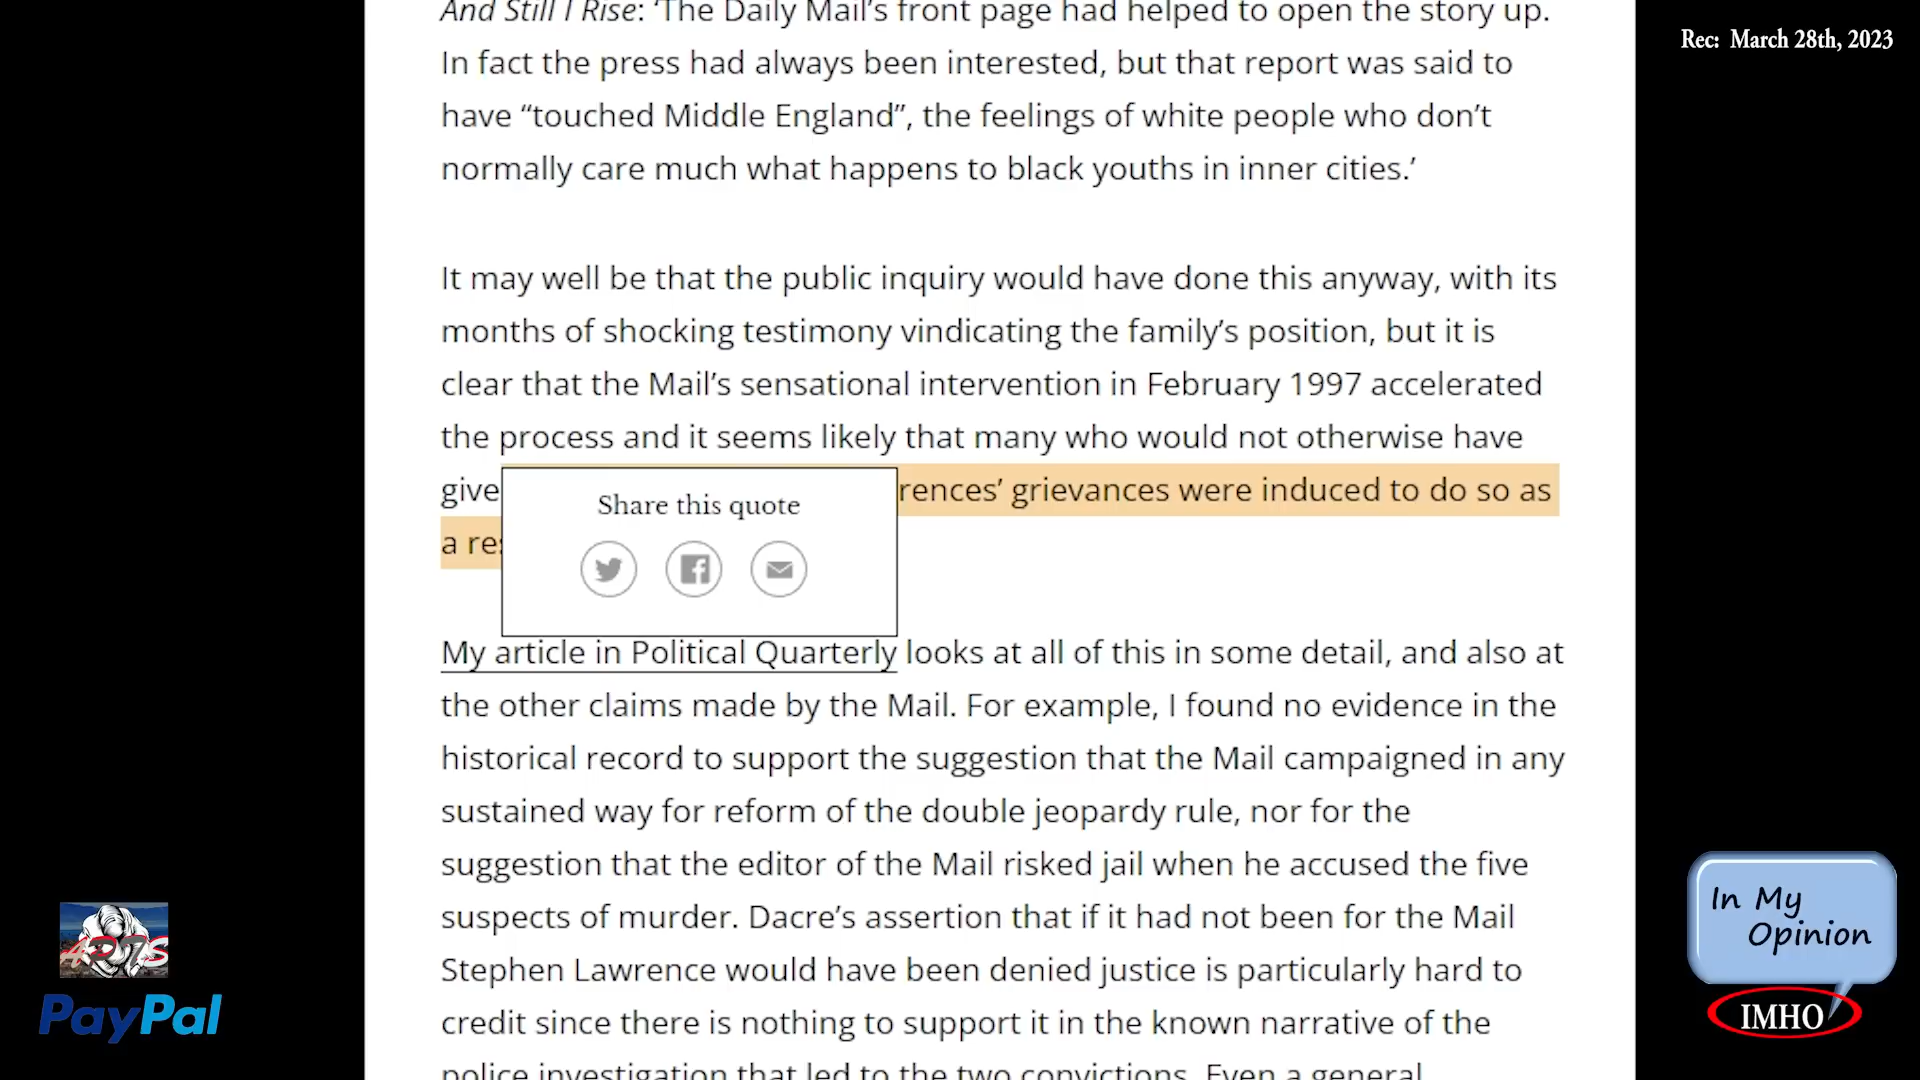 And Still I Rise: ‘The Daily Mail’s front page had helped to open the story up.
In fact the press had always been interested, but that report was said to
have “touched Middle England”, the feelings of white people who don’t
normally care much what happens to black youths in inner cities.’
It may well be that the public inquiry would have done this anyway, with its
months of shocking testimony vindicating the family’s position, but it is
clear that the Mail’s sensational intervention in February 1997 accelerated
the process and it seems likely that many who would not otherwise have
give rences’ grievances were induced to do so as
a res
Share this quote
My article in Political Quarterly looks at all of this in some detail, and also at
the other claims made by the Mail. For example, I found no evidence in the
historical record to support the suggestion that the Mail campaigned in any
sustained way for reform of the double jeopardy rule, nor for the
suggestion that the editor of the Mail risked jail when he accused the five
suspects of murder. Dacre’s assertion that if it had not been for the Mail
Stephen Lawrence would have been denied justice is particularly hard to
credit since there is nothing to support it in the known narrative of the
police investigation that led to the two convictions. Even a general
Rec: March 28th, 2023
PayPal
In My
Opinion
IMHO